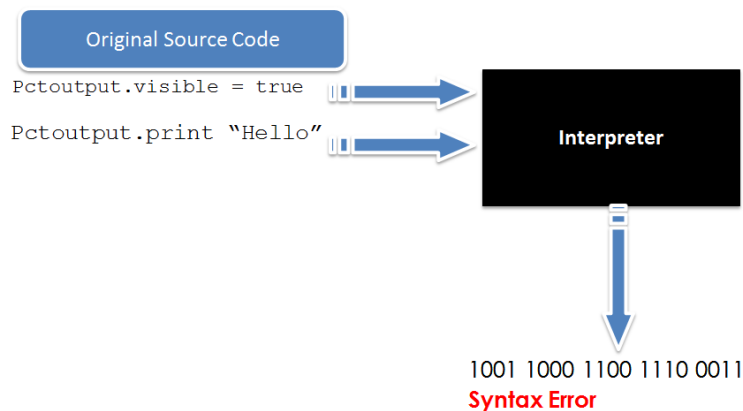 Original Source Code
Pctoutput.visible = true
Pctoutput.print “Hello”
Interpreter
1001 1000 1100 1110 0011
Syntax Error